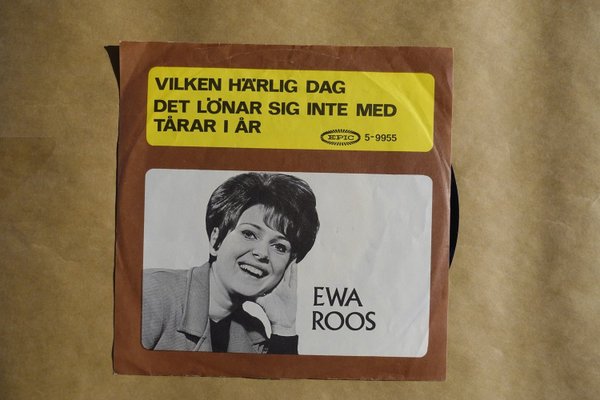 VILKEN HÄRLIG DAG
DET LÖNAR SIG INTE MED
TÅRAR I ÅR
EPIC 5-9955
EWA
ROOS